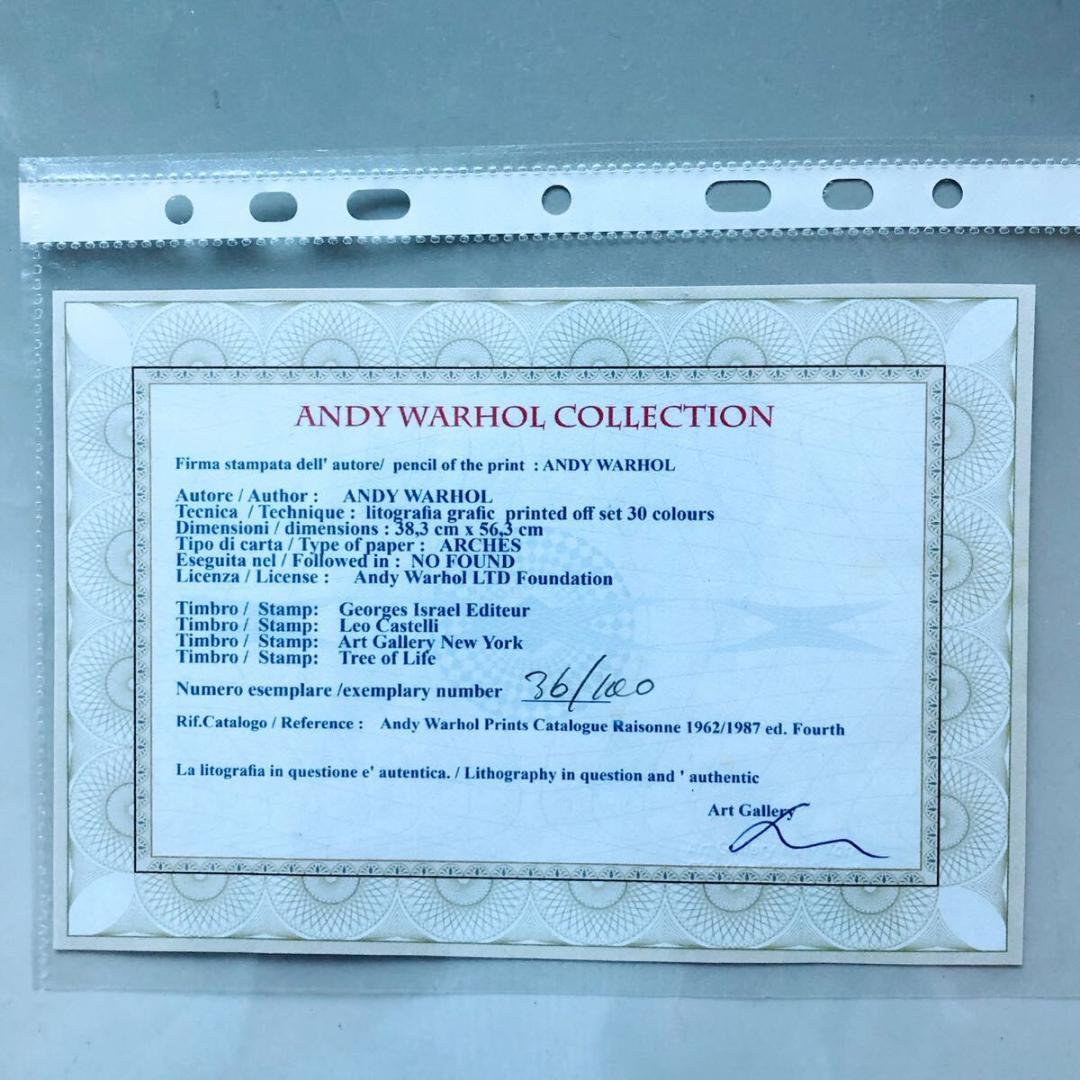 ANDY WARHOL COLLECTION
Firma stampata dell' autore/ pencil of the print : ANDY WARHOL
Autore / Author : ANDY WARHOL
Tecnica / Technique : litografia grafic printed off set 30 colours
Dimensioni / dimensions : 38,3 cm x 56,3 cm
Tipo di carta / Type of paper : ARCHES
Eseguita nel / Followed in : NO FOUND
Licenza / License : Andy Warhol LTD Foundation
Timbro / Stamp: Georges Israel Editeur
Timbro / Stamp: Leo Castelli
Timbro / Stamp: Art Gallery New York
Timbro / Stamp: Tree of Life
Numero esemplare /exemplary number 36/100
Rif.Catalogo / Reference : Andy Warhol Prints Catalogue Raisonne 1962/1987 ed. Fourth
La litografia in questione e' autentica. / Lithography in question and ' authentic
Art Gallery